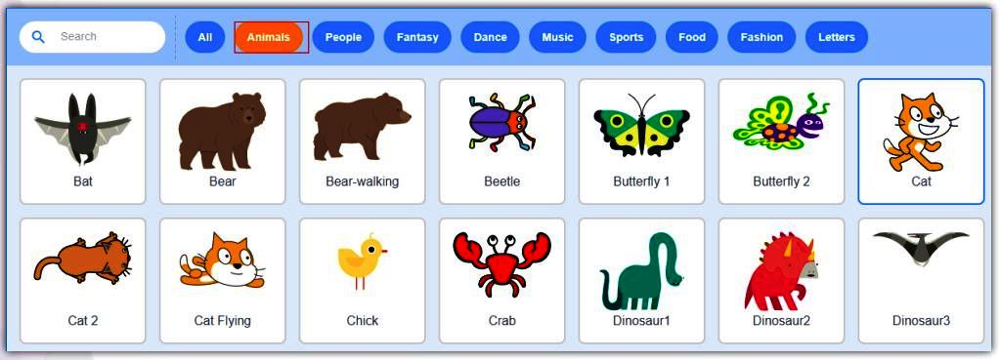 Search
All
Animals
People
Fantasy
Dance
Music
Sports
Food
Fashion
Letters
Bat
Bear
Bear-walking
Beetle
Butterfly 1
Butterfly 2
Cat
Cat 2
Cat Flying
Chick
Crab
Dinosaur1
Dinosaur2
Dinosaur3